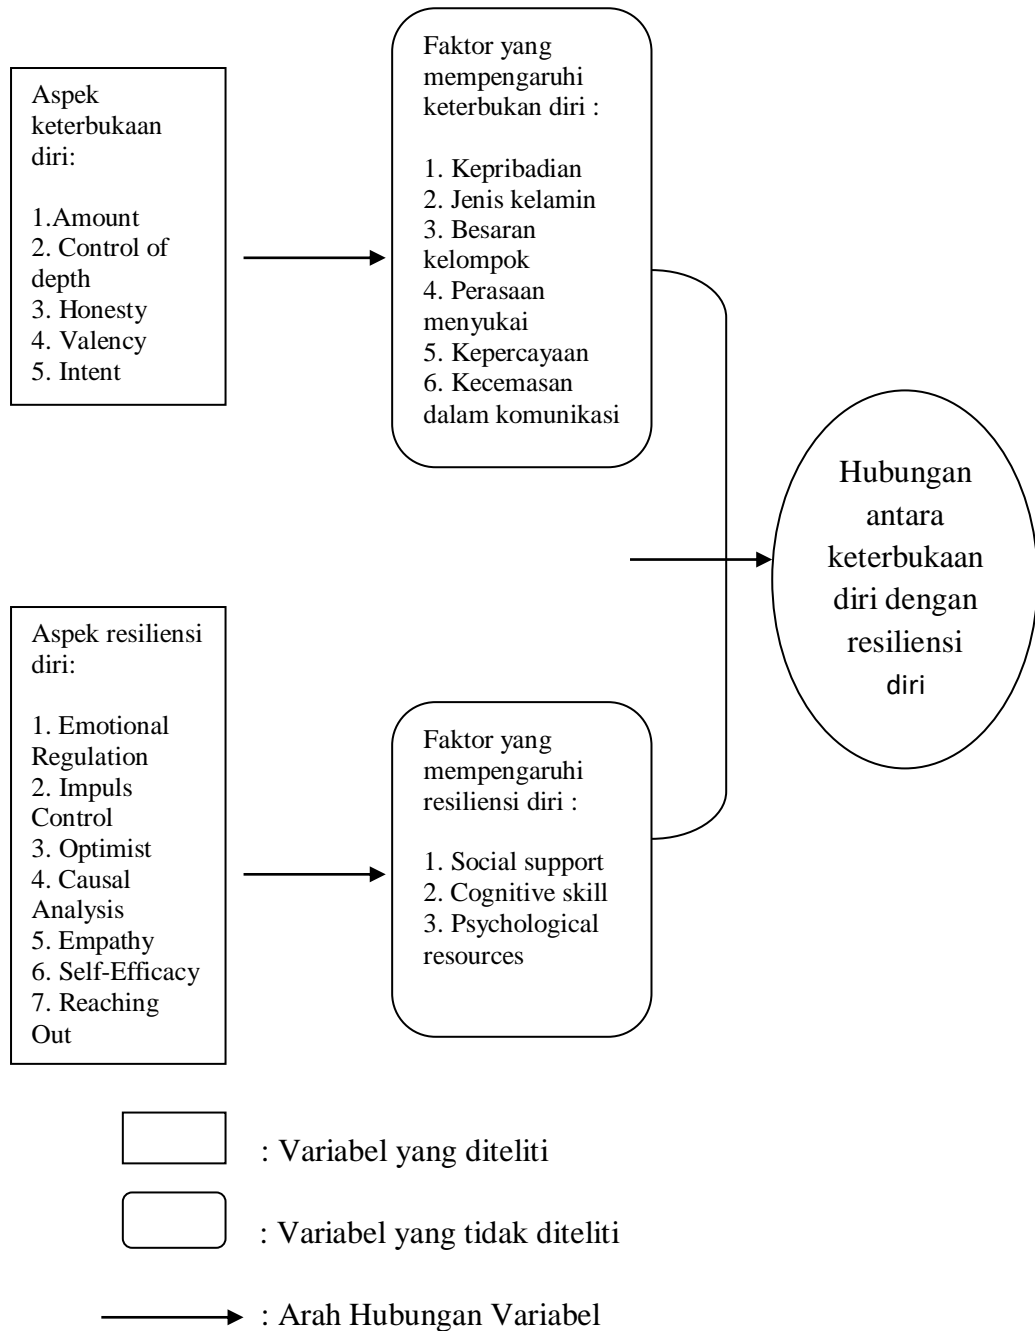 Aspek
keterbukaan
diri:
1.Amount
2. Control of
depth
3. Honesty
4. Valency
5. Intent
Faktor yang
mempengaruhi
keterbukan diri :
1. Kepribadian
2. Jenis kelamin
3. Besaran
kelompok
4. Perasaan
menyukai
5. Kepercayaan
6. Kecemasan
dalam komunikasi
Hubungan
antara
keterbukaan
diri dengan
resiliensi
diri
Aspek resiliensi
diri:
1. Emotional
Regulation
2. Impuls
Control
3. Optimist
4. Causal
Analysis
5. Empathy
6. Self-Efficacy
7. Reaching
Out
Faktor yang
mempengaruhi
resiliensi diri :
1. Social support
2. Cognitive skill
3. Psychological
resources
: Variabel yang diteliti
: Variabel yang tidak diteliti
: Arah Hubungan Variabel